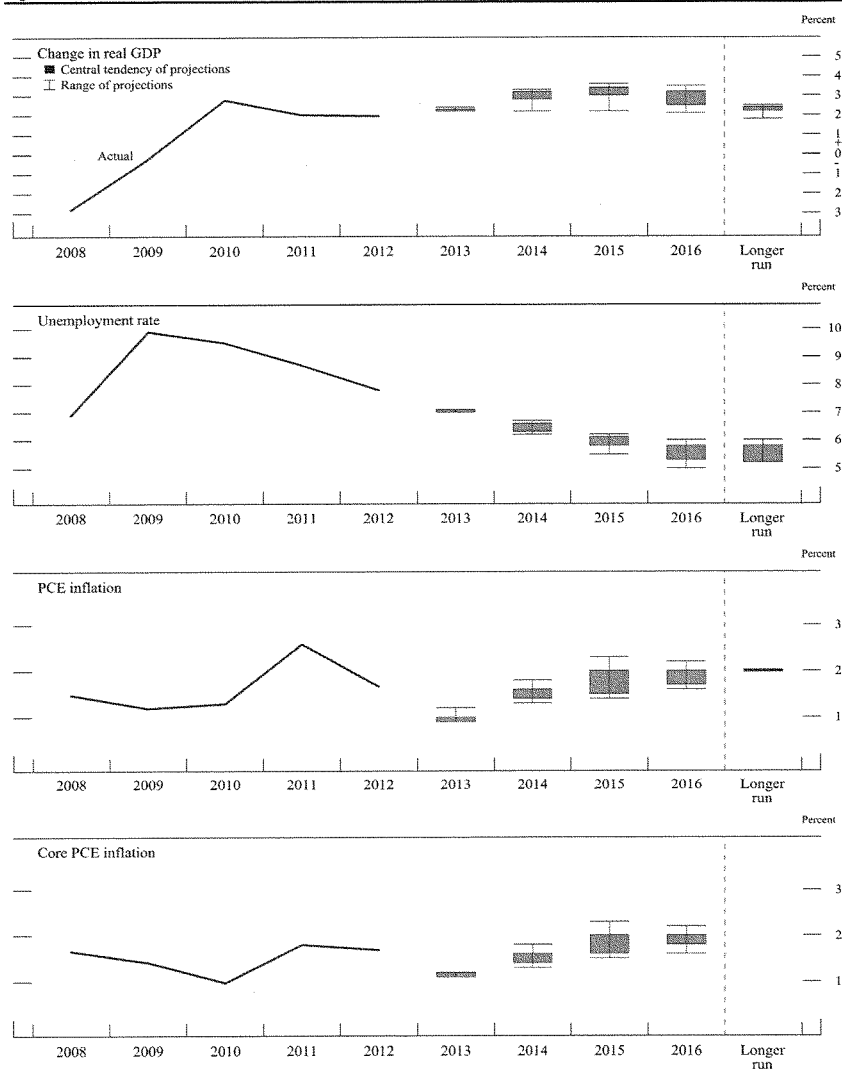 Percent
Change in real GDP
Central tendency of projections
Range of projections
Actual
5
4
3
2
1
+
0
-
1
2
3
2008 2009 2010 2011 2012 2013 2014 2015 2016 Longer
run
Percent
Unemployment rate
10
9
8
7
6
5
2008 2009 2010 2011 2012 2013 2014 2015 2016 Longer
run
Percent
PCE inflation
3
2
1
2008 2009 2010 2011 2012 2013 2014 2015 2016 Longer
run
Percent
Core PCE inflation
3
2
1
2008 2009 2010 2011 2012 2013 2014 2015 2016 Longer
run